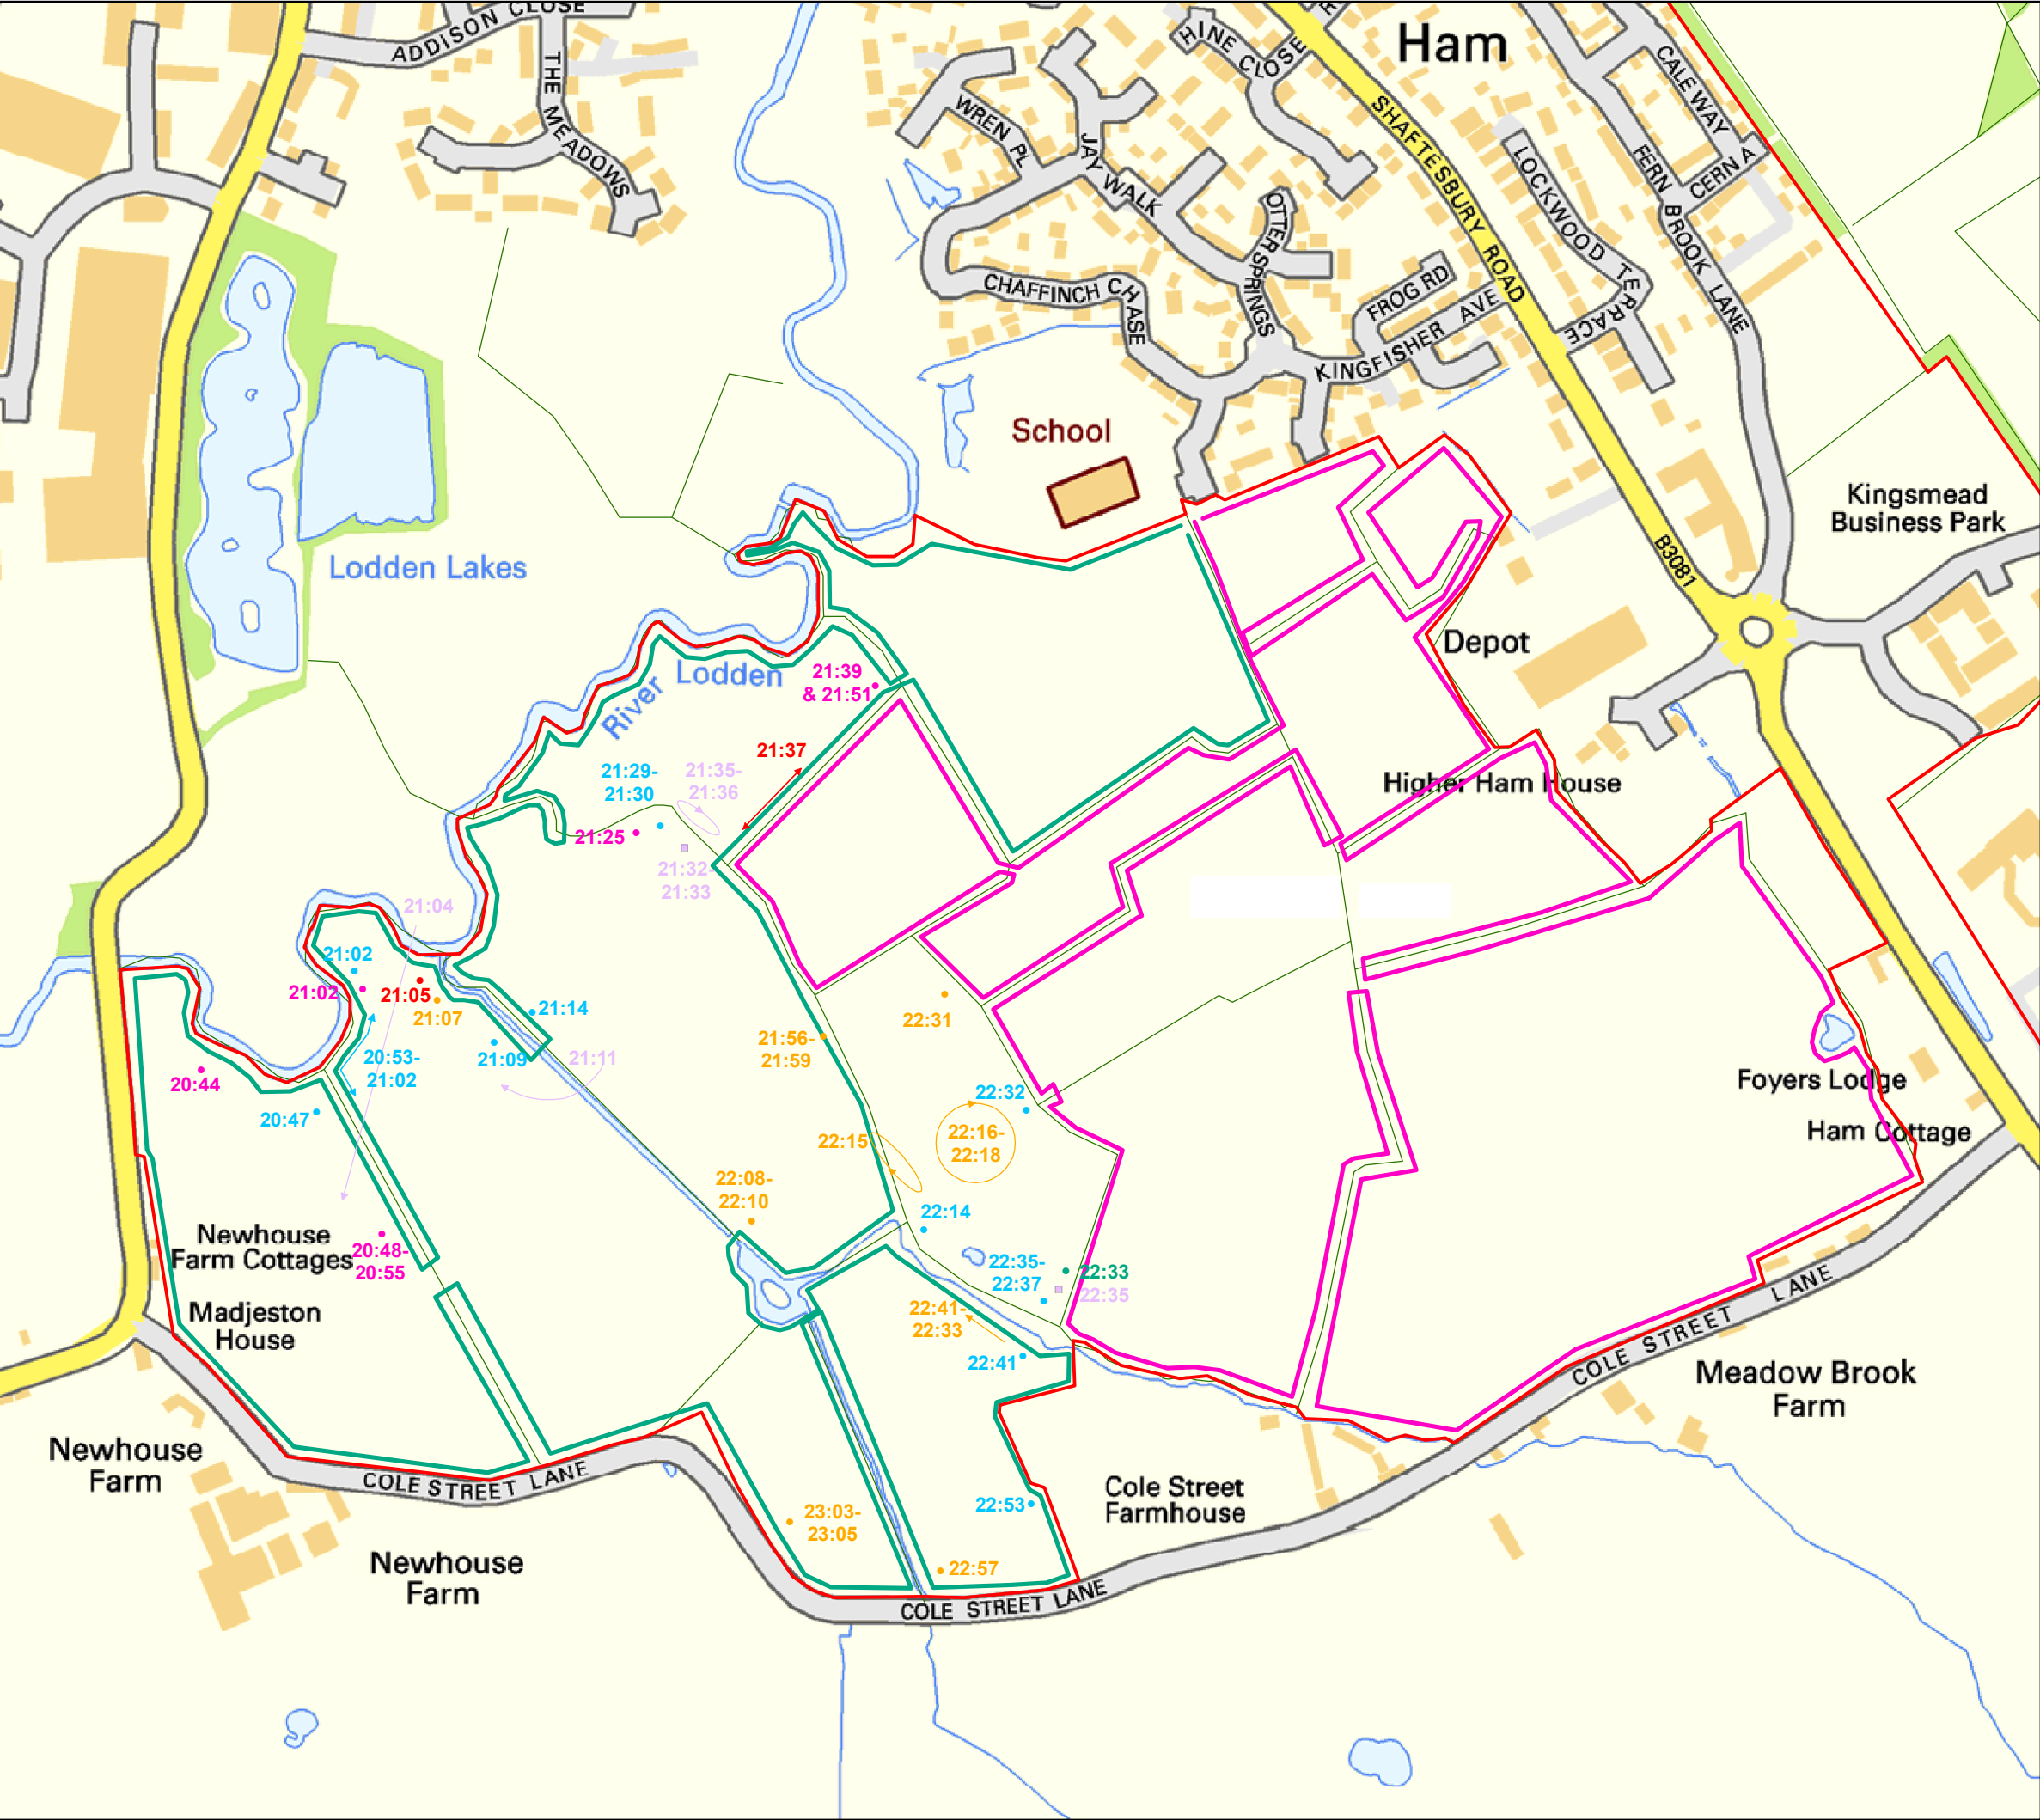 ADDISON CLOSE
THE MEADOWS
HINE CLOSE
Ham
CALE WAY
WREN PL
JAY WALK
SHAFTESBURY ROAD
LOCKWOOD TERRACE
FERN BROOK LANE
CERNA
OTTER SPRINGS
CHAFFINCH CHASE
FROG RD
KINGFISHER AVE
School
Kingsmead
Business Park
B3081
Lodden Lakes
Depot
River Lodden
21:39
& 21:51
21:37
21:29-
21:30
21:35-
21:36
Higher Ham House
21:25
21:32-
21:33
21:04
21:02
21:02
21:05
21:07
21:14
22:31
21:56-
21:59
21:09
21:11
20:53-
21:02
20:44
20:47
22:32
Foyers Lodge
Ham Cottage
22:15
22:16-
22:18
22:08-
22:10
22:14
Newhouse
Farm Cottages
20:48-
20:55
22:35-
22:37
22:33
22:35
Madjeston
House
22:41-
22:33
22:41
COLE STREET LANE
Meadow Brook
Farm
Newhouse
Farm
COLE STREET LANE
Cole Street
Farmhouse
22:53
23:03-
23:05
Newhouse
Farm
22:57
COLE STREET LANE